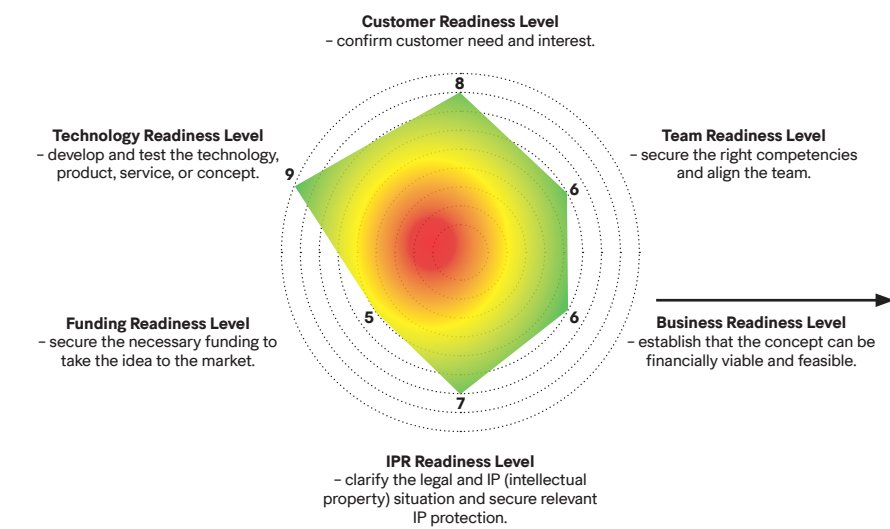 Customer Readiness Level
– confirm customer need and interest.
8
Technology Readiness Level
– develop and test the technology,
product, service, or concept.
9
Team Readiness Level
– secure the right competencies
and align the team.
6
Funding Readiness Level
– secure the necessary funding to
take the idea to the market.
5
6
Business Readiness Level
– establish that the concept can be
financially viable and feasible.
7
IPR Readiness Level
– clarify the legal and IP (intellectual
property) situation and secure relevant
IP protection.